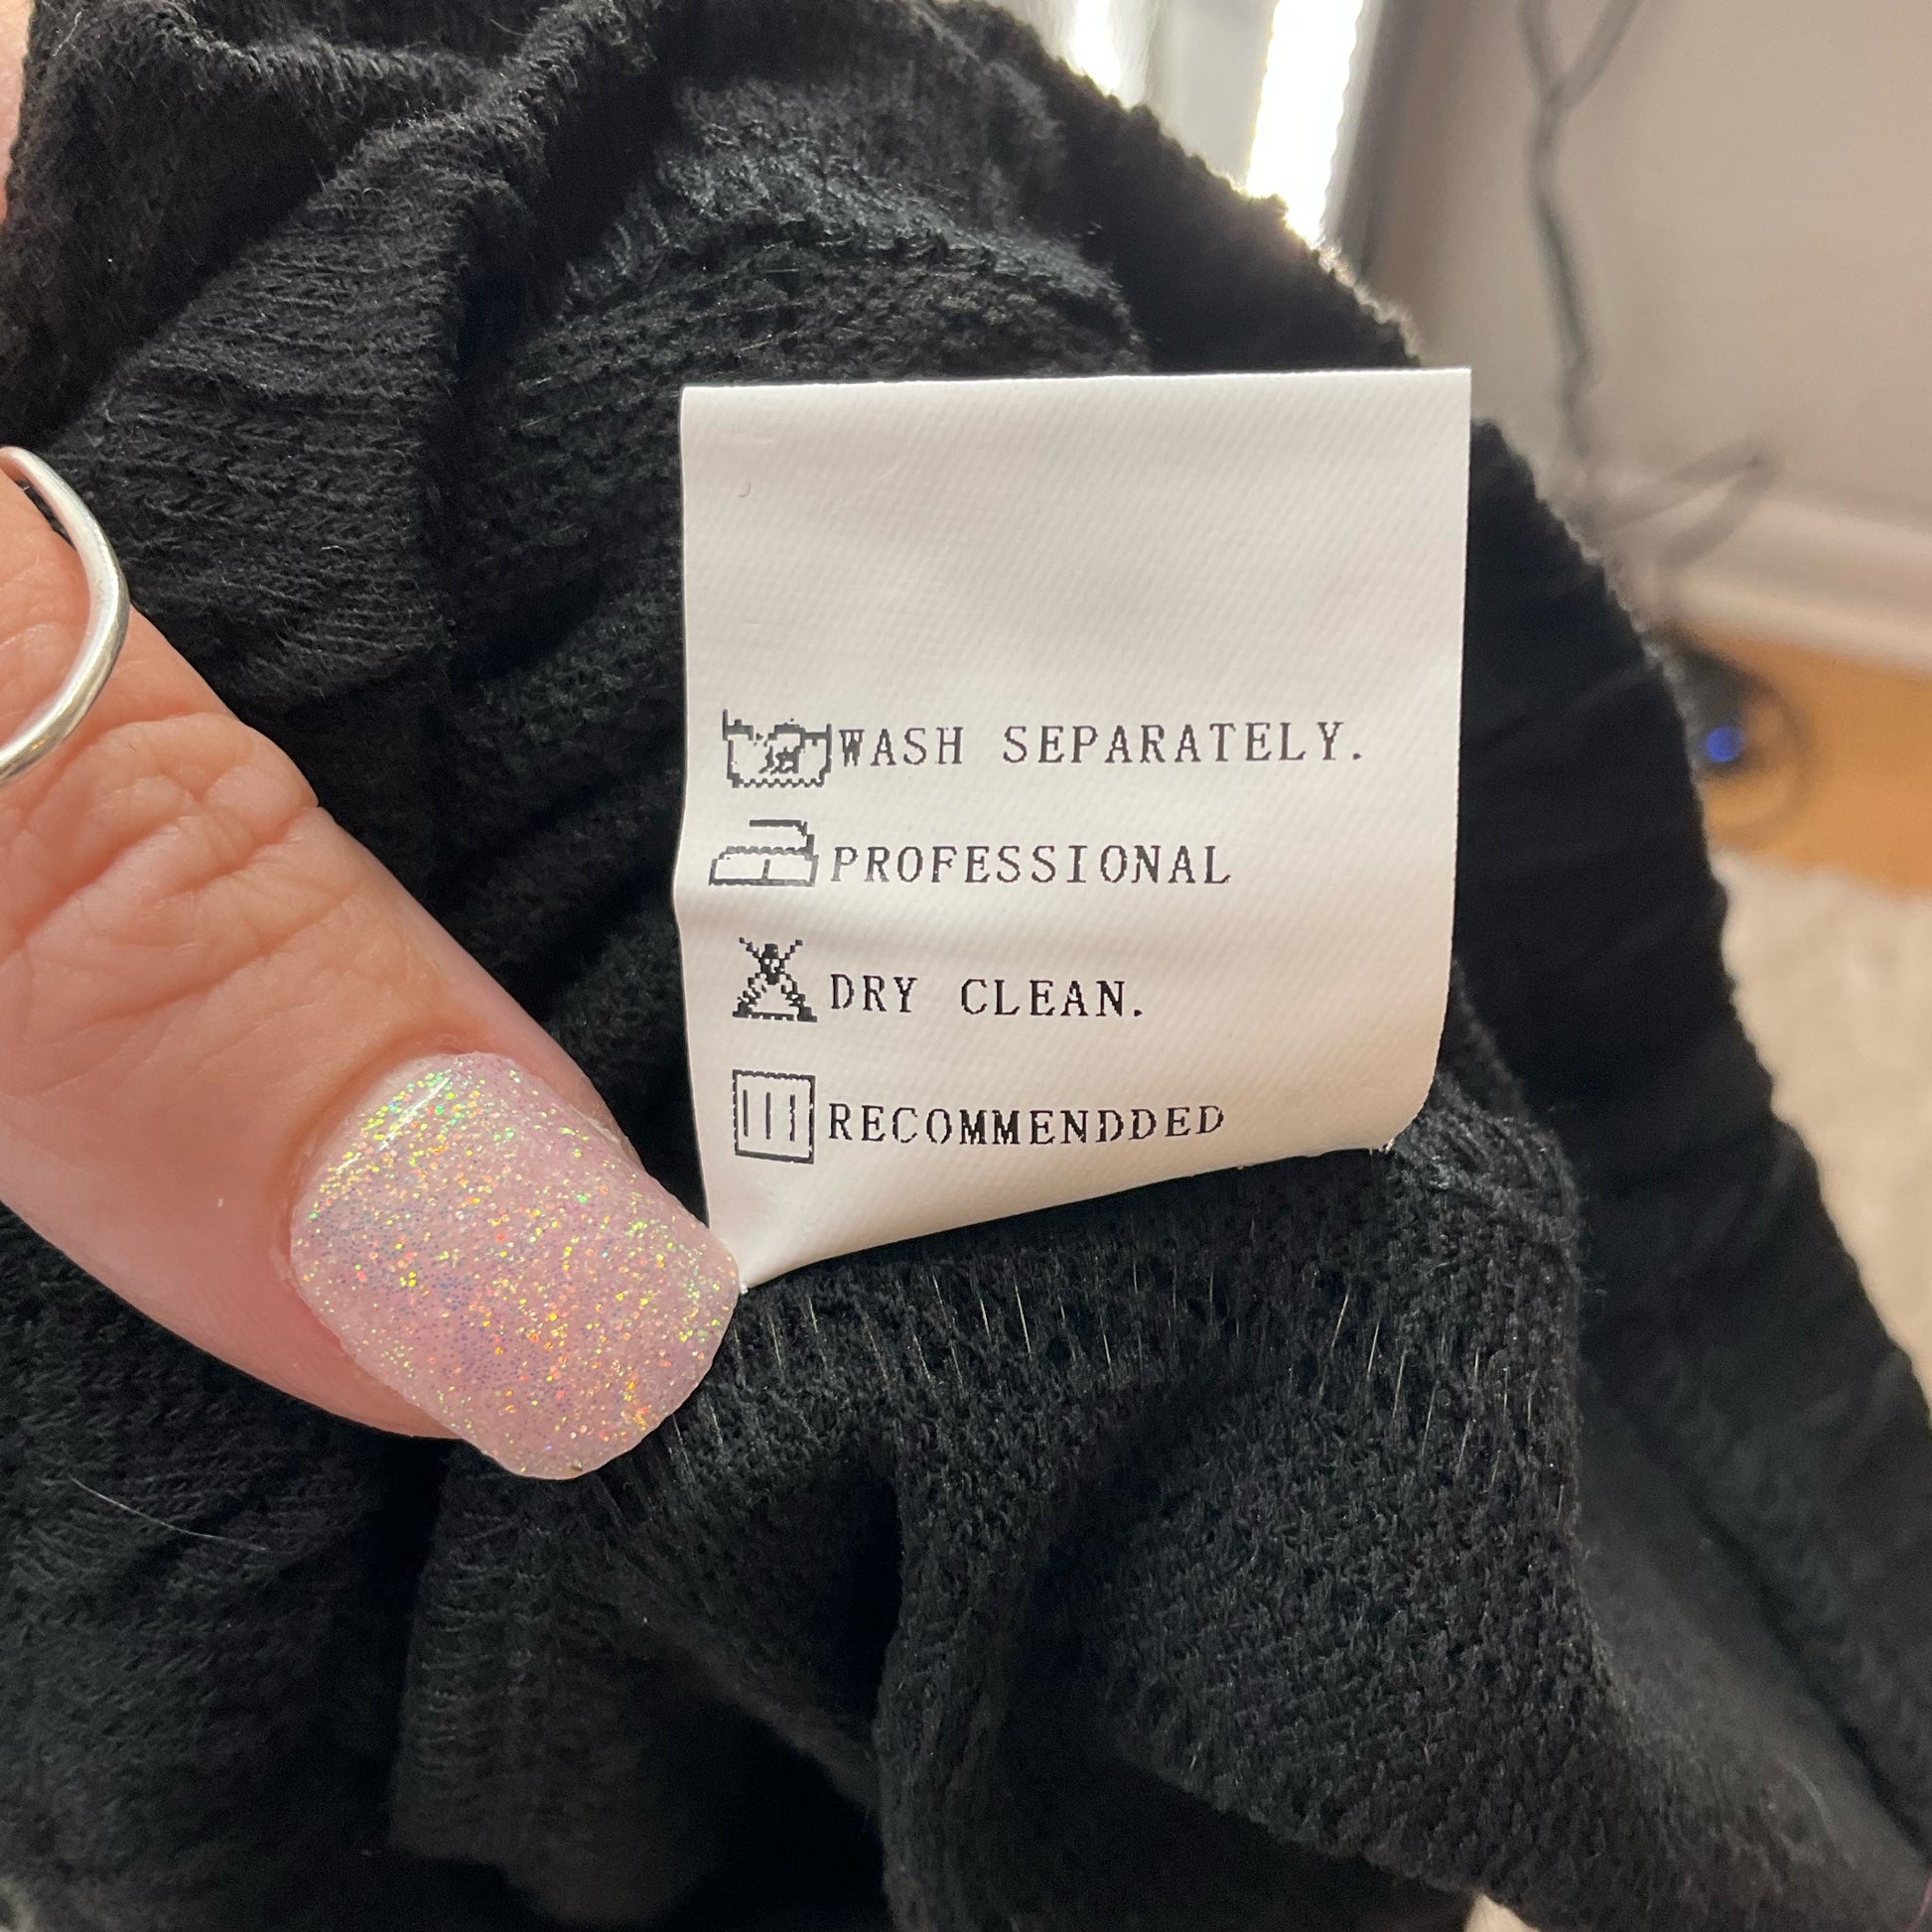 WASH SEPARATELY.
PROFESSIONAL
DRY CLEAN.
RECOMMENDDED